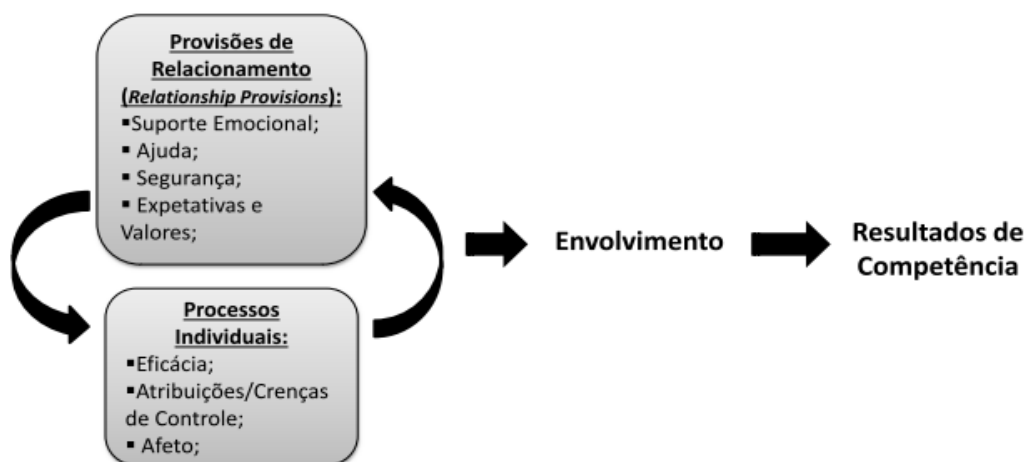 Provisões de
Relacionamento
(Relationship Provisions):
▪Suporte Emocional;
▪ Ajuda;
▪ Segurança;
▪ Expetativas e
Valores;
Processos
Individuais:
▪Eficácia;
▪Atribuições/Crenças
de Controle;
▪ Afeto;
Envolvimento
Resultados de
Competência